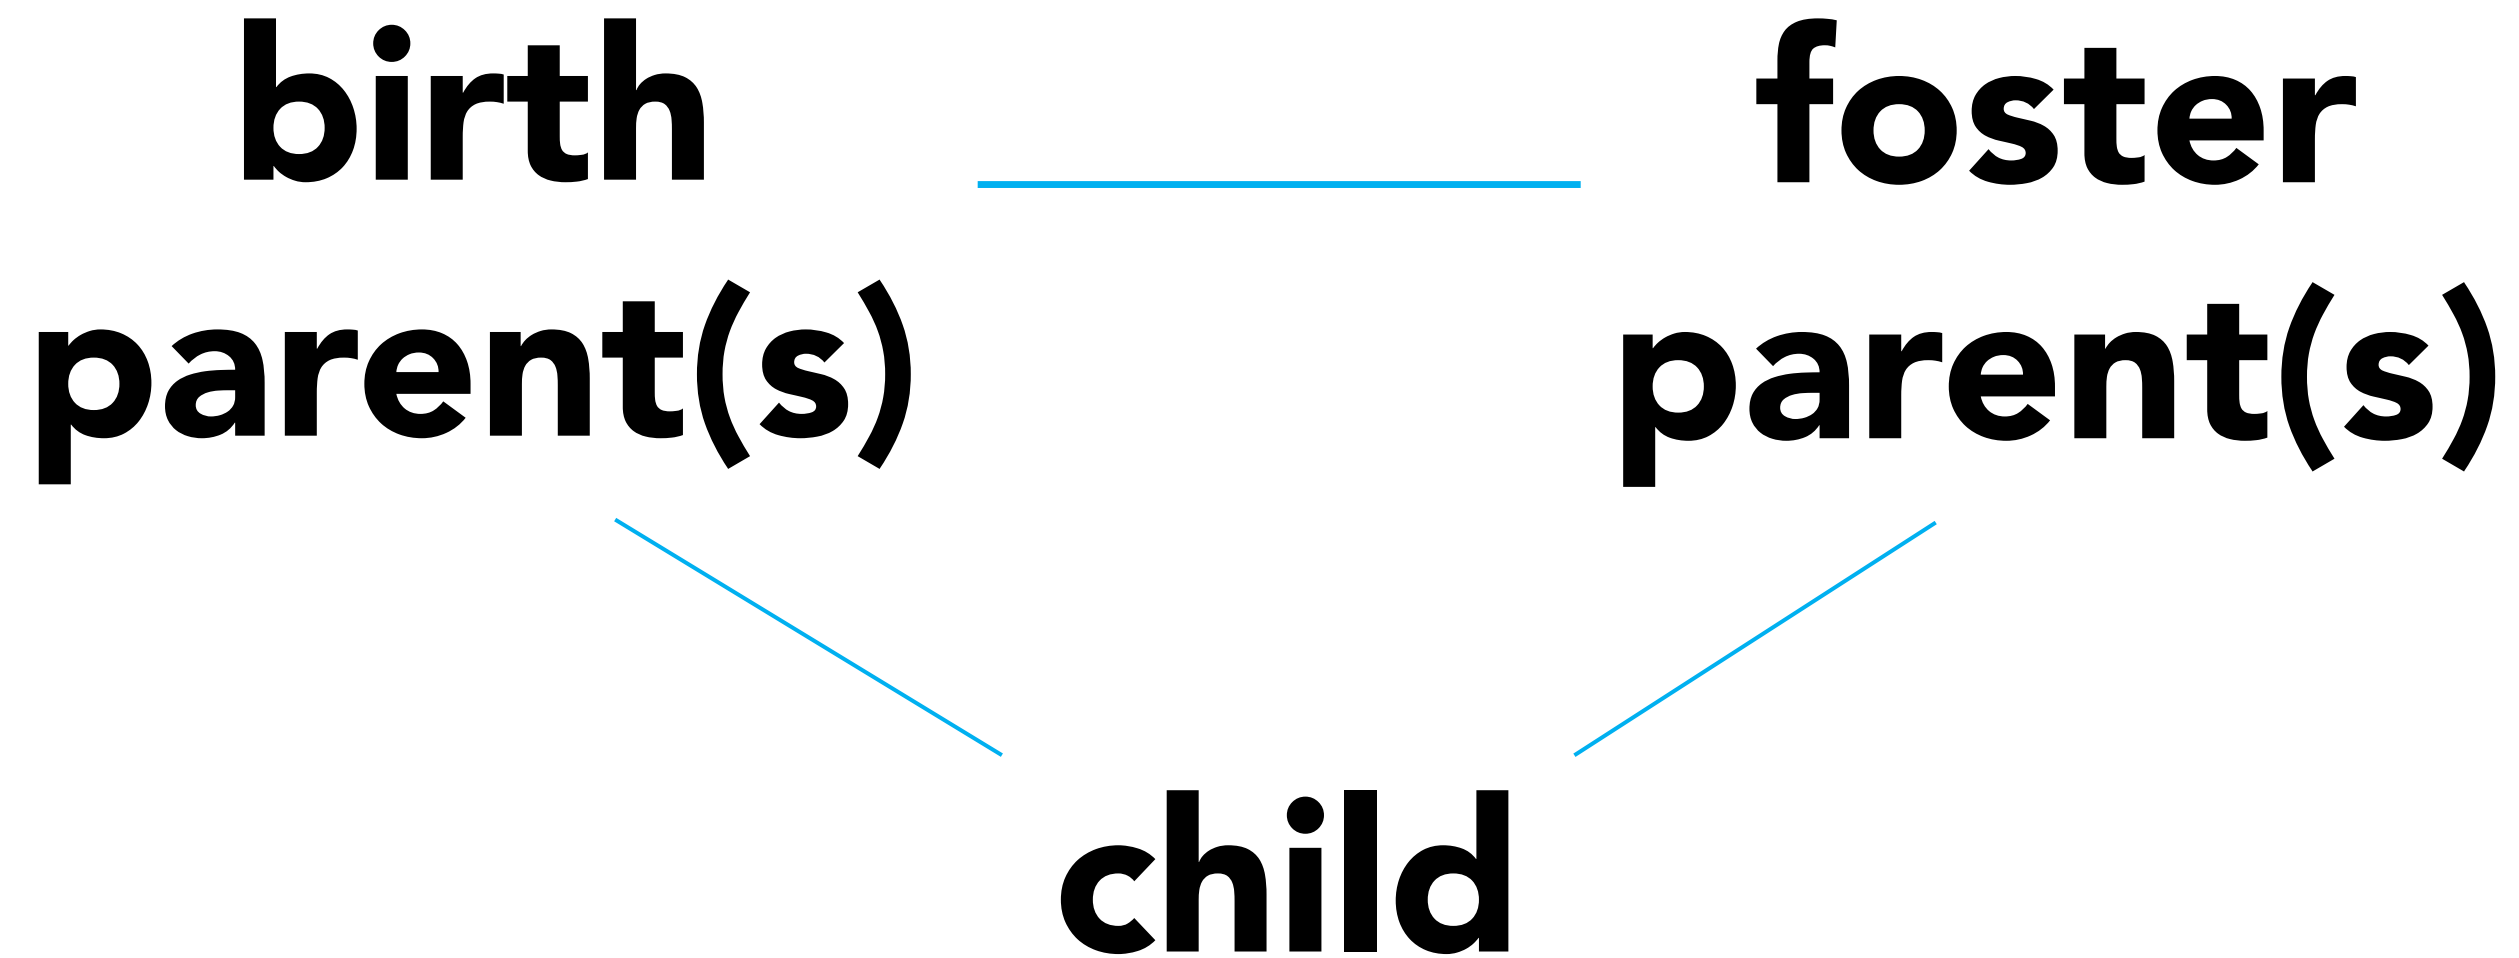 birth
parent(s)
foster
parent(s)
child